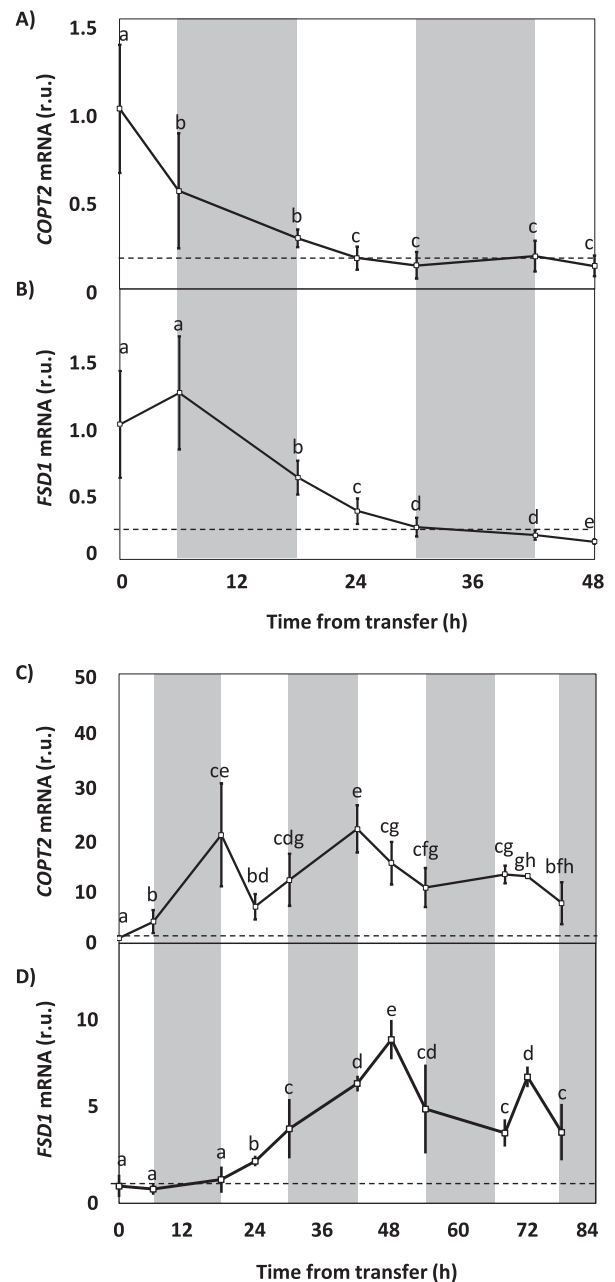 A)
1.5
1.0
0.5
0
COPT2 mRNA (r.u.)
a
b
b
c
c
c
c
B)
1.5
1.0
0.5
0
FSD1 mRNA (r.u.)
a
a
b
c
d
d
e
0 12 24 36 48
Time from transfer (h)
C)
50
40
30
20
10
0
COPT2 mRNA (r.u.)
a
b
ce
bd
cdg
e
cg
cfg
cg
gh
bfh
D)
10
5
0
FSD1 mRNA (r.u.)
a
a
a
b
c
d
e
cd
c
d
c
0 12 24 36 48 60 72 84
Time from transfer (h)